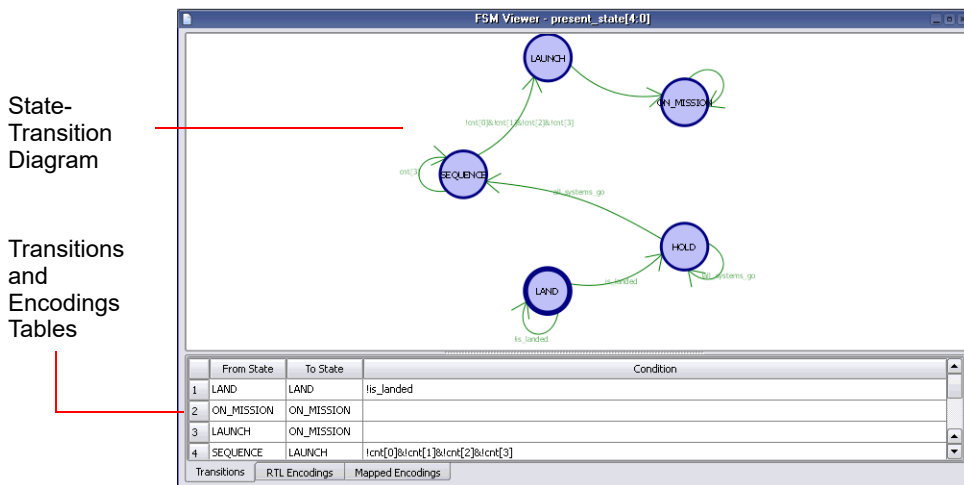 FSM Viewer - present_state[4:0]
State-
Transition
Diagram
Transitions
and
Encodings
Tables
LAUNCH
ON_MISSION
!cnt[0]&!cnt[1]&!cnt[2]&!cnt[3]
SEQUENCE
cnt[3]
all_systems_go
HOLD
!all_systems_go
is_landed
LAND
!is_landed
From State To State Condition
1 LAND LAND !is_landed
2 ON_MISSION ON_MISSION
3 LAUNCH ON_MISSION
4 SEQUENCE LAUNCH !cnt[0]&!cnt[1]&!cnt[2]&!cnt[3]
Transitions RTL Encodings Mapped Encodings